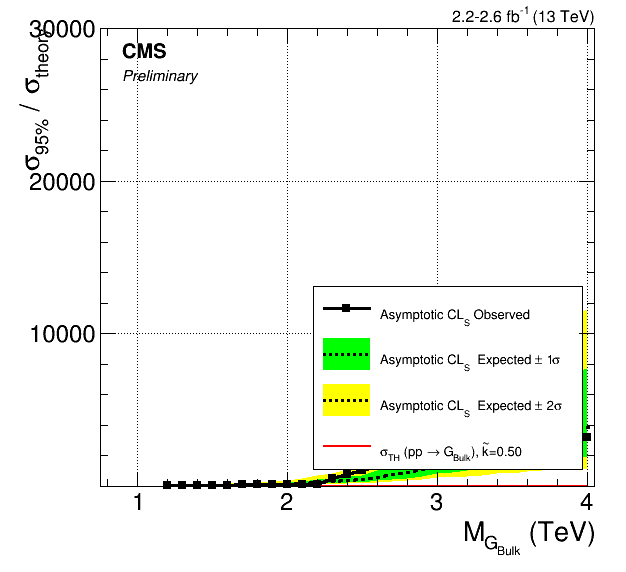 2.2-2.6 fb⁻¹ (13 TeV)
30000
CMS
Preliminary
σ95% / σtheory
20000
10000
Asymptotic CLS Observed
Asymptotic CLS Expected ± 1σ
Asymptotic CLS Expected ± 2σ
σTH (pp → GBulk), k̃=0.50
1 2 3 4
MGBulk (TeV)